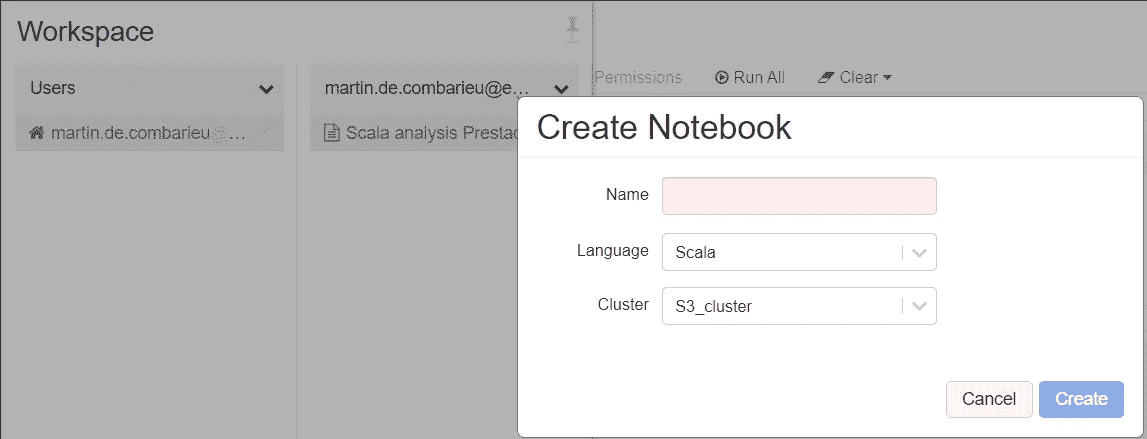 Workspace
Users
martin.de.combarieu@e...
Permissions
Run All
Clear
martin.de.combarieu
Scala analysis
Create Notebook
Name
Language
Scala
Cluster
S3_cluster
Cancel
Create